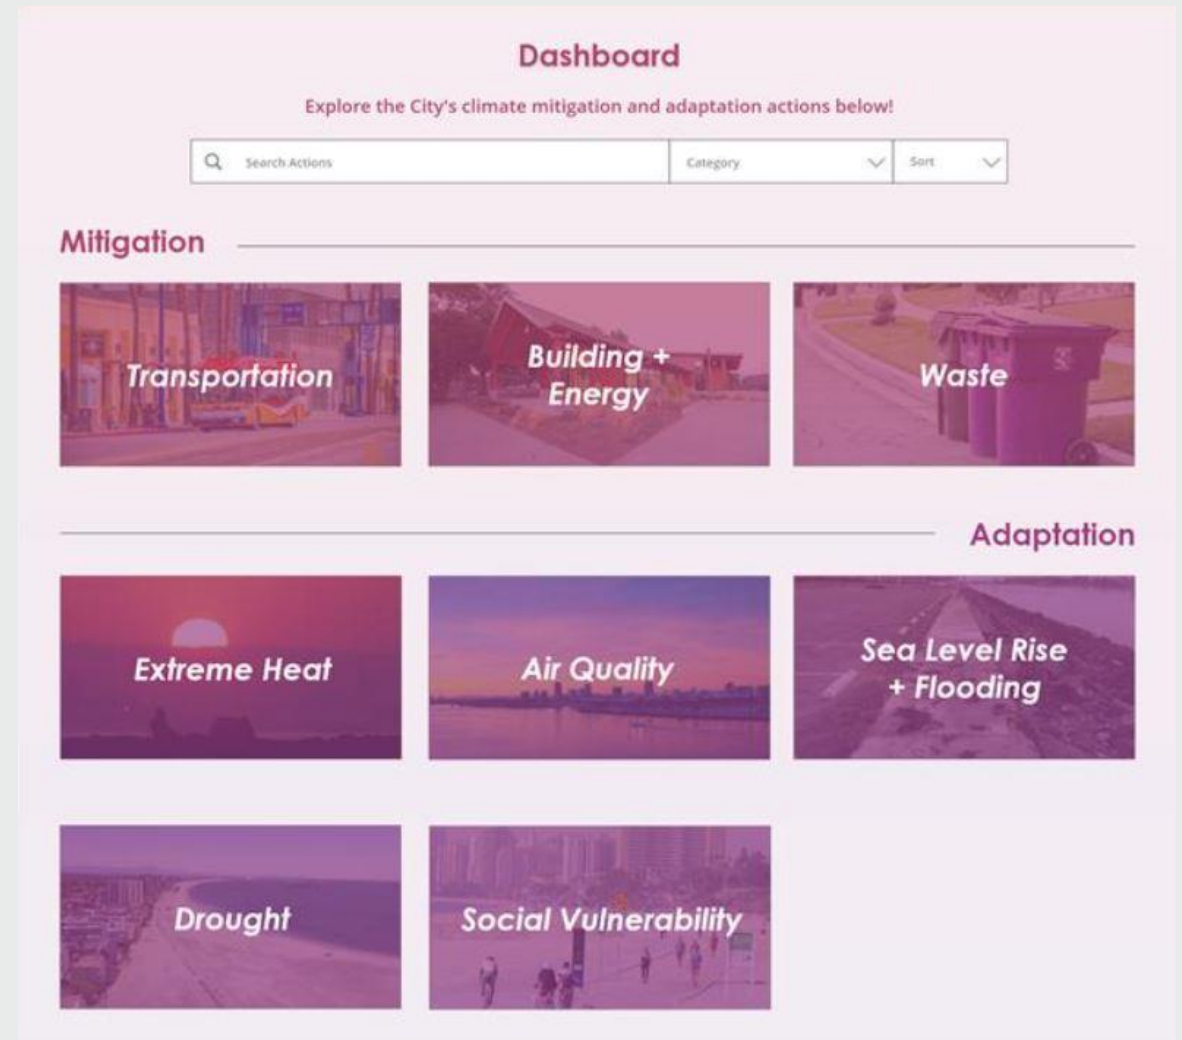 Dashboard
Explore the City's climate mitigation and adaptation actions below!
Search Actions
Category
Sort
Mitigation
Transportation
Building +
Energy
Waste
Adaptation
Extreme Heat
Air Quality
Sea Level Rise
+ Flooding
Drought
Social Vulnerability